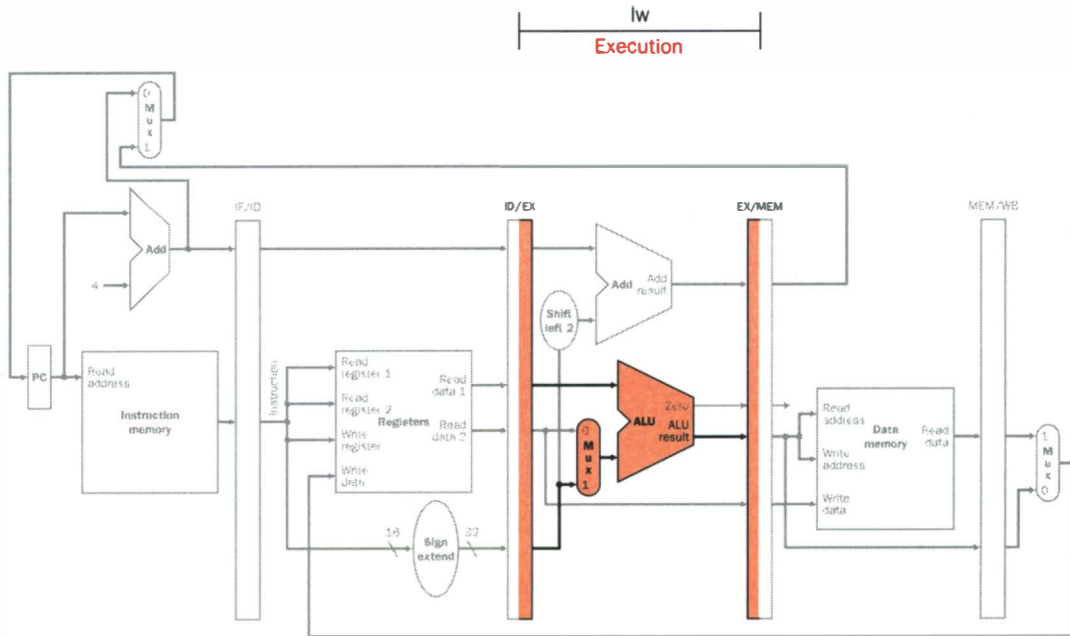 lw
Execution
0
M
u
x
1
IF/ID
ID/EX
EX/MEM
MEM/WB
Add
4
Add
Add
result
Shift
left 2
PC
Read
address
Instruction
memory
Instruction
Read
register 1
Read
register 2
Write
register
Write
data
Registers
Read
data 1
Read
data 2
16
Sign
extend
32
0
M
u
x
1
ALU
Zero
ALU
result
Read
address
Write
address
Write
data
Data
memory
Read
data
1
M
u
x
0